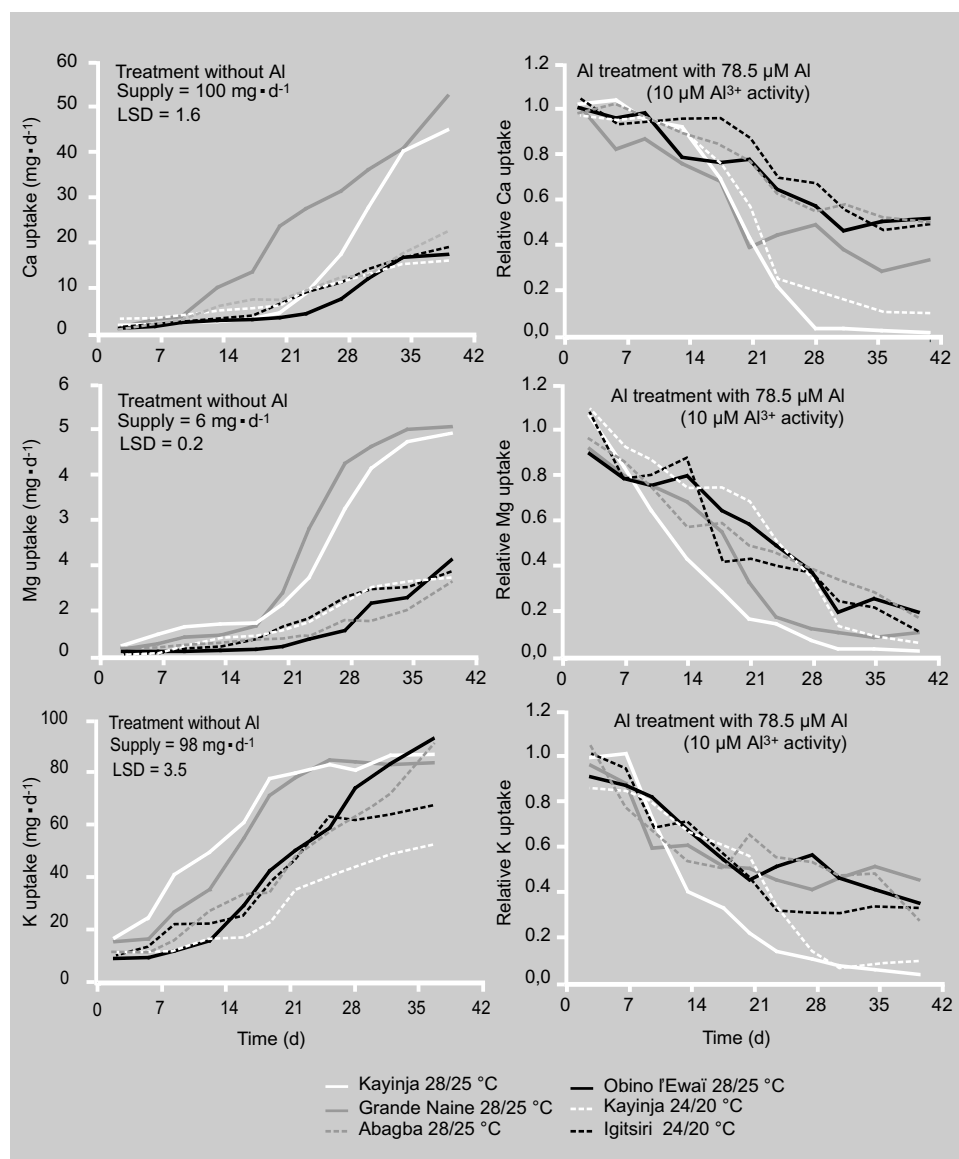 60
50
40
30
20
10
0
Ca uptake (mg▪d-1)
Treatment without Al
Supply = 100 mg▪d-1
LSD = 1.6
0 7 14 21 28 35 42
1.2
1.0
0.8
0.6
0.4
0.2
0,0
Relative Ca uptake
Al treatment with 78.5 µM Al
(10 µM Al3+ activity)
0 7 14 21 28 35 42
6
5
3
4
2
0
Mg uptake (mg▪d-1)
Treatment without Al
Supply = 6 mg▪d-1
LSD = 0.2
0 7 14 21 28 35 42
1.2
1.0
0.8
0.6
0.4
0.2
0,0
Relative Mg uptake
Al treatment with 78.5 µM Al
(10 µM Al3+ activity)
0 7 14 21 28 35 42
100
80
60
40
20
0
K uptake (mg▪d-1)
Treatment without Al
Supply = 98 mg▪d-1
LSD = 3.5
0 7 14 21 28 35 42
Time (d)
1.2
1.0
0.8
0.6
0.4
0.2
0,0
Relative K uptake
Al treatment with 78.5 µM Al
(10 µM Al3+ activity)
0 7 14 21 28 35 42
Time (d)
Kayinja 28/25 °C
Grande Naine 28/25 °C
Abagba 28/25 °C
Obino l'Ewaï 28/25 °C
Kayinja 24/20 °C
Igitsiri 24/20 °C